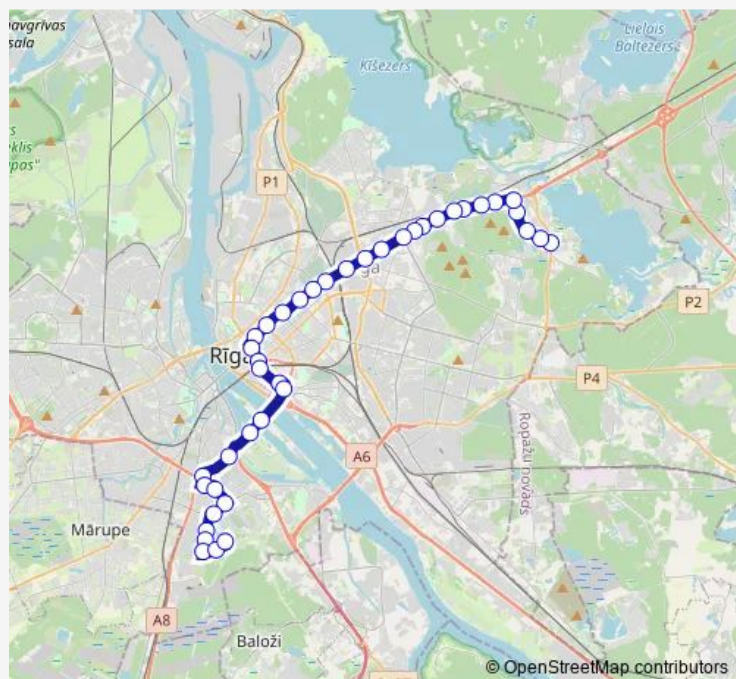 Lielais
Baltezers
Ķīšezers
P1
P2
Rīga
P4
A6
Ropažu novads
Mārupe
A8
Baloži
© OpenStreetMap contributors